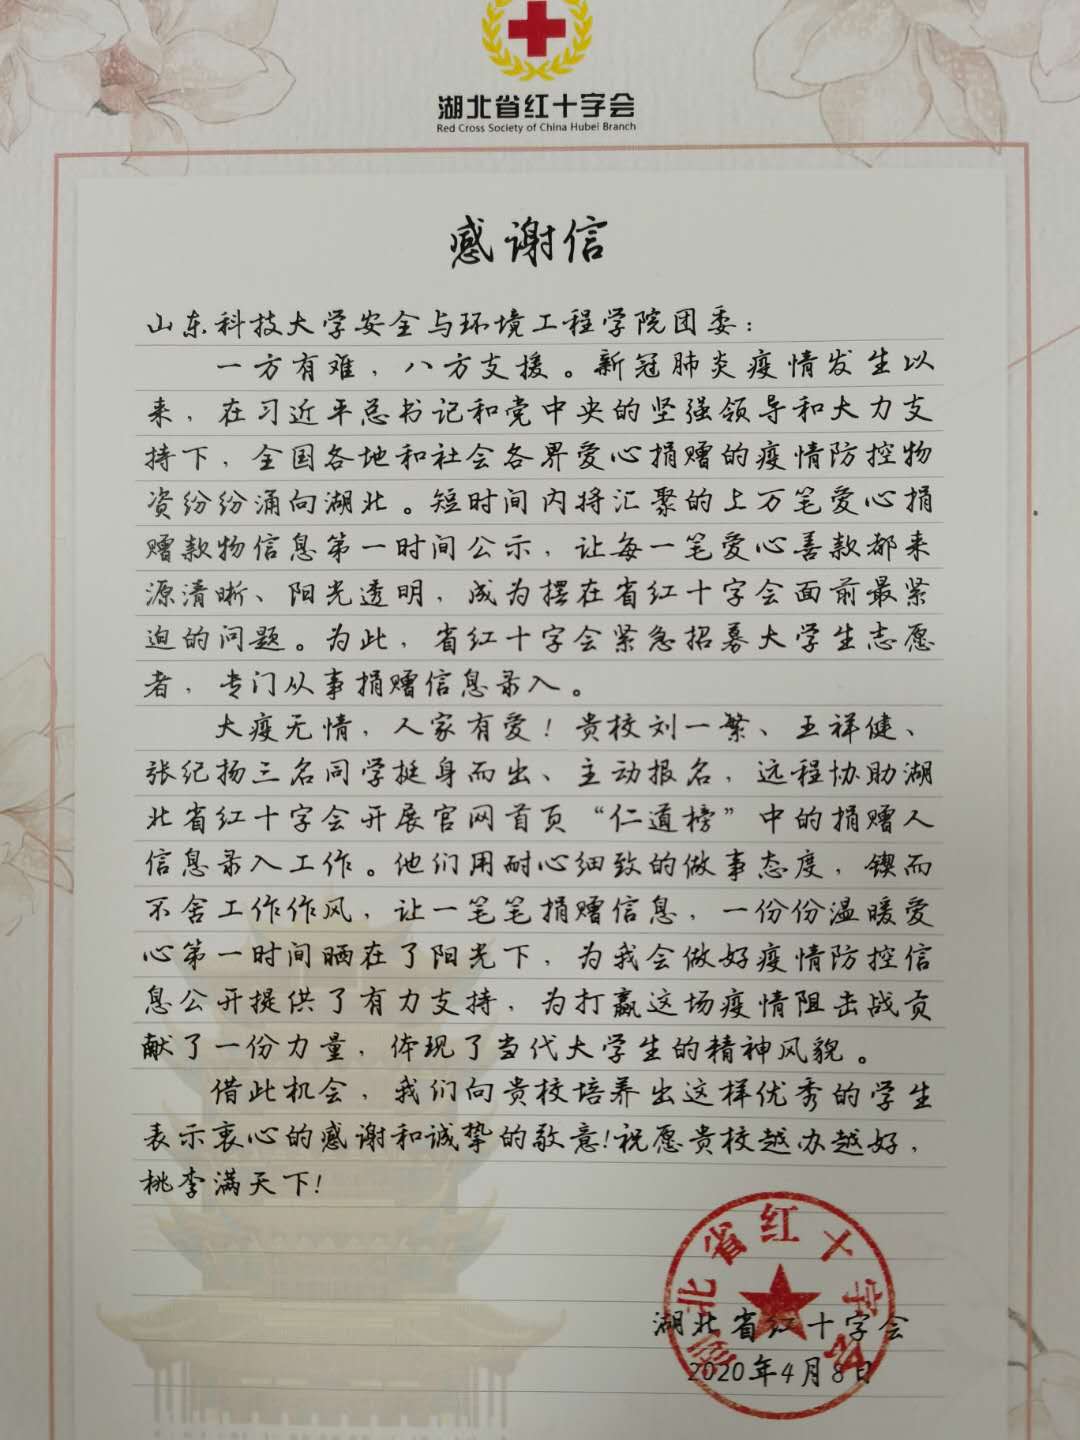 湖北省红十字会
Red Cross Society of China Hubei Branch
感谢信
山东科技大学安全与环境工程学院团委：
一方有难，八方支援。新冠肺炎疫情发生以
来，在习近平总书记和党中央的坚强领导和大力支
持下，全国各地和社会各界爱心捐赠的疫情防控物
资纷纷涌向湖北。短时间内将汇聚的上万笔爱心捐
赠款物信息第一时间公示，让每一笔爱心善款都来
源清晰、阳光透明，成为摆在省红十字会面前最紧
迫的问题。为此，省红十字会紧急招募大学生志愿
者，专门从事捐赠信息录入。
大疫无情，人家有爱！贵校刘一繁、王祥健、
张纪扬三名同学挺身而出、主动报名，远程协助湖
北省红十字会开展官网首页“仁道榜”中的捐赠人
信息录入工作。他们用耐心细致的做事态度，锲而
不舍工作作风，让一笔笔捐赠信息，一份份温暖爱
心第一时间晒在了阳光下，为我会做好疫情防控信
息公开提供了有力支持，为打赢这场疫情阻击战贡
献了一份力量，体现了当代大学生的精神风貌。
借此机会，我们向贵校培养出这样优秀的学生
表示衷心的感谢和诚挚的敬意！祝愿贵校越办越好，
桃李满天下！
湖北省红十字会
湖北省红十字会
2020年4月8日